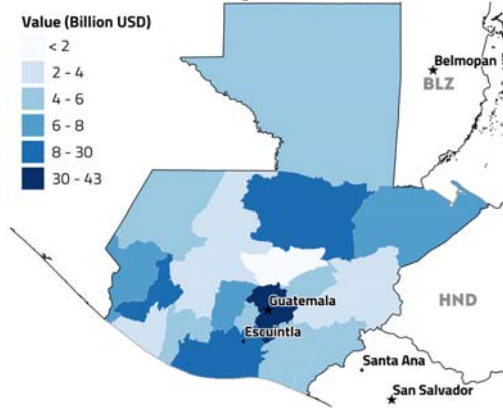 Value (Billion USD)
< 2
2 - 4
4 - 6
6 - 8
8 - 30
30 - 43
Belmopan
BLZ
Guatemala
HND
Escuintla
Santa Ana
San Salvador